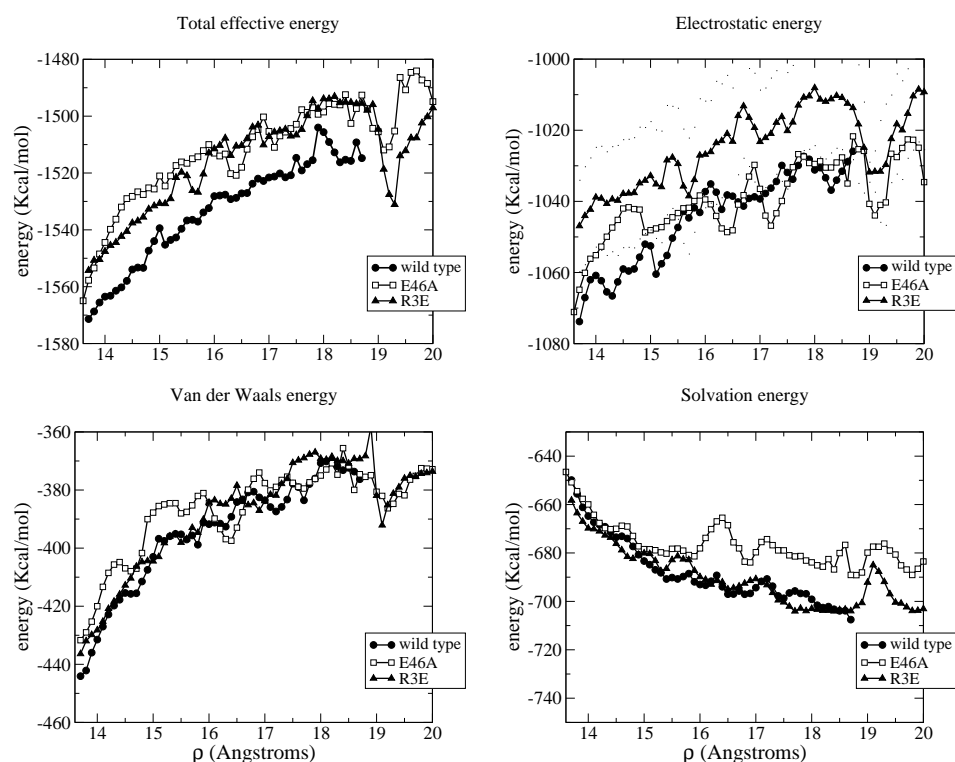 Total effective energy
energy (Kcal/mol)
-1480
-1500
-1520
-1540
-1560
-1580
14 15 16 17 18 19 20
wild type
E46A
R3E
Electrostatic energy
energy (Kcal/mol)
-1000
-1020
-1040
-1060
-1080
14 15 16 17 18 19 20
wild type
E46A
R3E
Van der Waals energy
energy (Kcal/mol)
-360
-380
-400
-420
-440
-460
14 15 16 17 18 19 20
ρ (Angstroms)
wild type
E46A
R3E
Solvation energy
energy (Kcal/mol)
-640
-660
-680
-700
-720
-740
14 15 16 17 18 19 20
ρ (Angstroms)
wild type
E46A
R3E